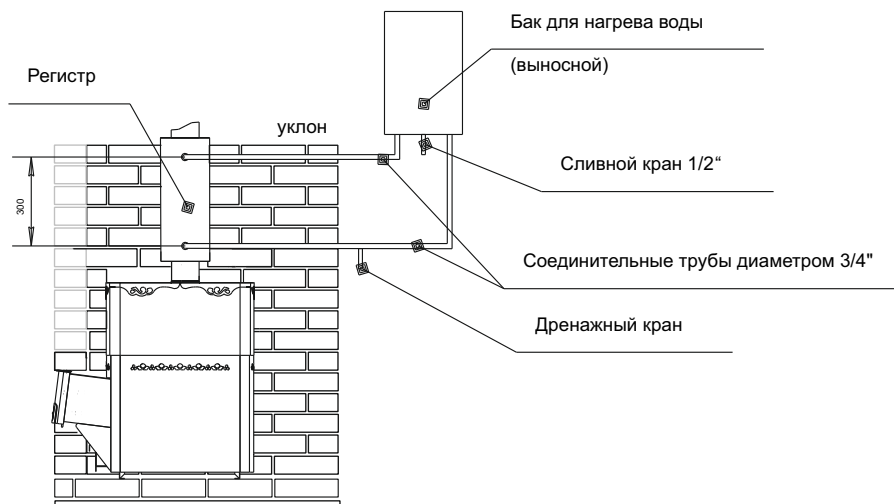 Бак для нагрева воды
(выносной)
Регистр
уклон
Сливной кран 1/2“
300
Соединительные трубы диаметром 3/4"
Дренажный кран